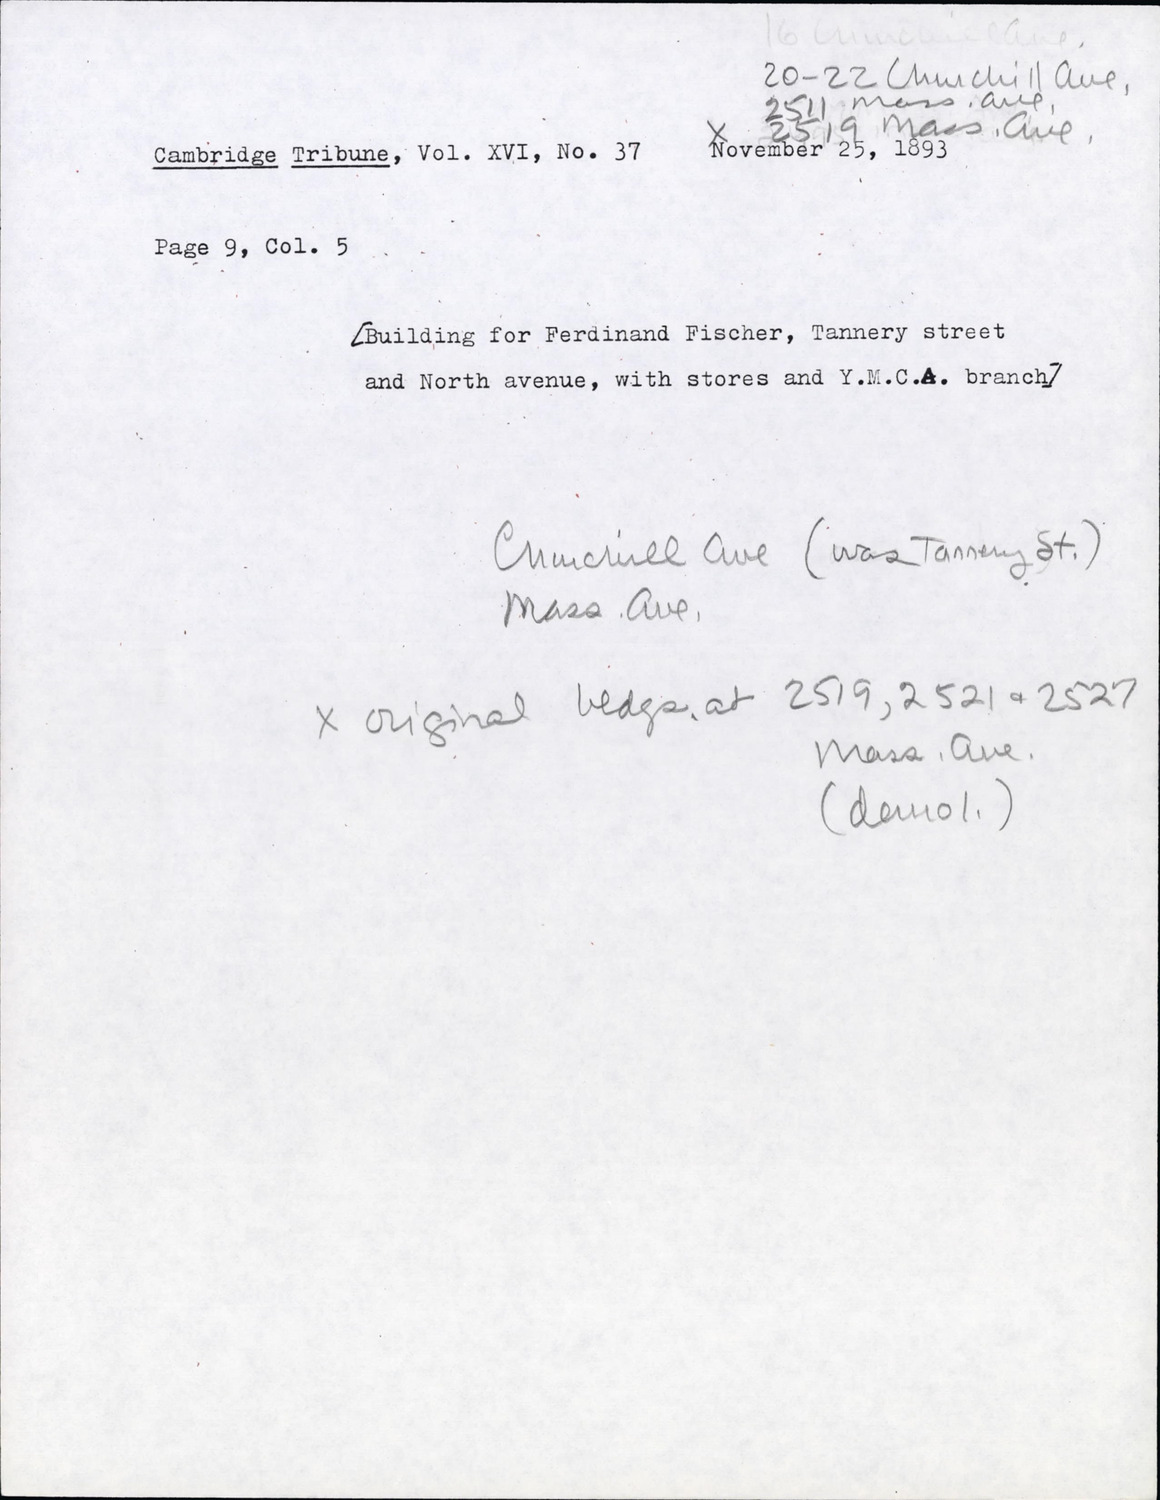 16 Churchill Ave.
20-22 Churchill Ave,
2511 Mass. Ave,
X 2519 Mass. Ave,
Cambridge Tribune, Vol. XVI, No. 37 November 25, 1893
Page 9, Col. 5
[Building for Ferdinand Fischer, Tannery street
and North avenue, with stores and Y.M.C.A. branch]
Churchill Ave (was Tannery St.)
Mass. Ave,
X original bldgs. at 2519, 2521 & 2527
Mass. Ave.
(demol.)